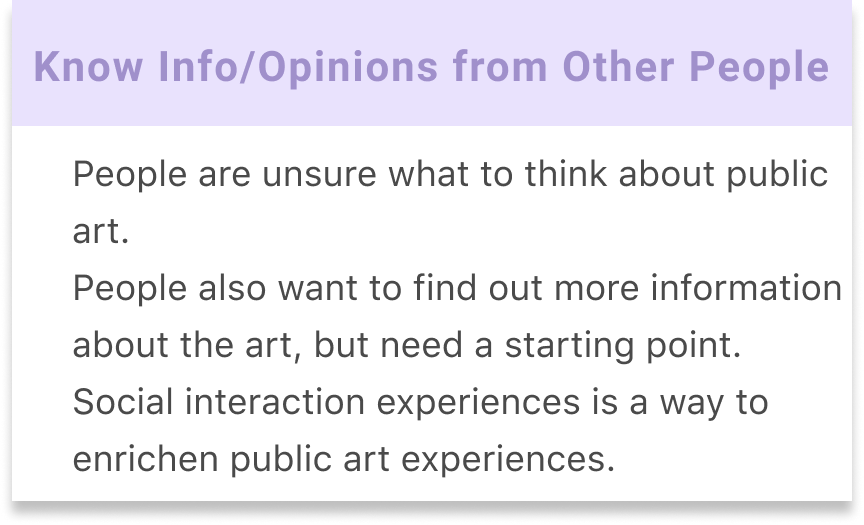 Know Info/Opinions from Other People
People are unsure what to think about public
art.
People also want to find out more information
about the art, but need a starting point.
Social interaction experiences is a way to
enrichen public art experiences.